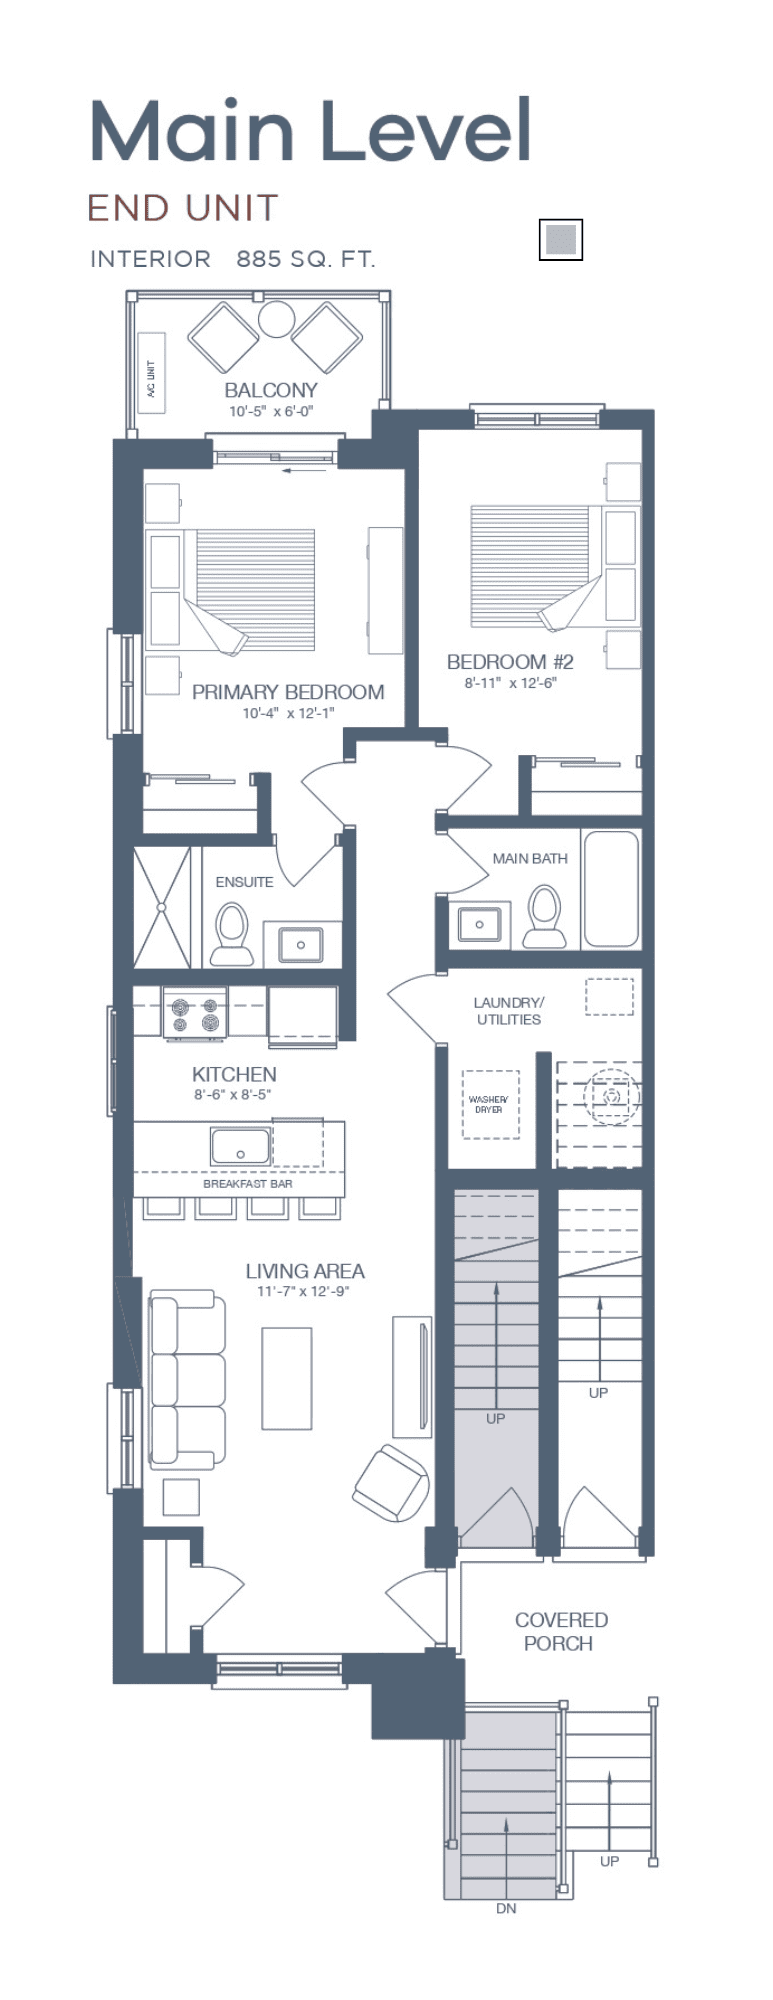 Main Level
END UNIT
INTERIOR 885 SQ. FT.
A/C UNIT
BALCONY
10'-5" x 6'-0"
PRIMARY BEDROOM
10'-4" x 12'-1"
BEDROOM #2
8'-11" x 12'-6"
ENSUITE
MAIN BATH
LAUNDRY/
UTILITIES
KITCHEN
8'-6" x 8'-5"
WASHER/
DRYER
BREAKFAST BAR
LIVING AREA
11'-7" x 12'-9"
UP
UP
COVERED
PORCH
UP
DN